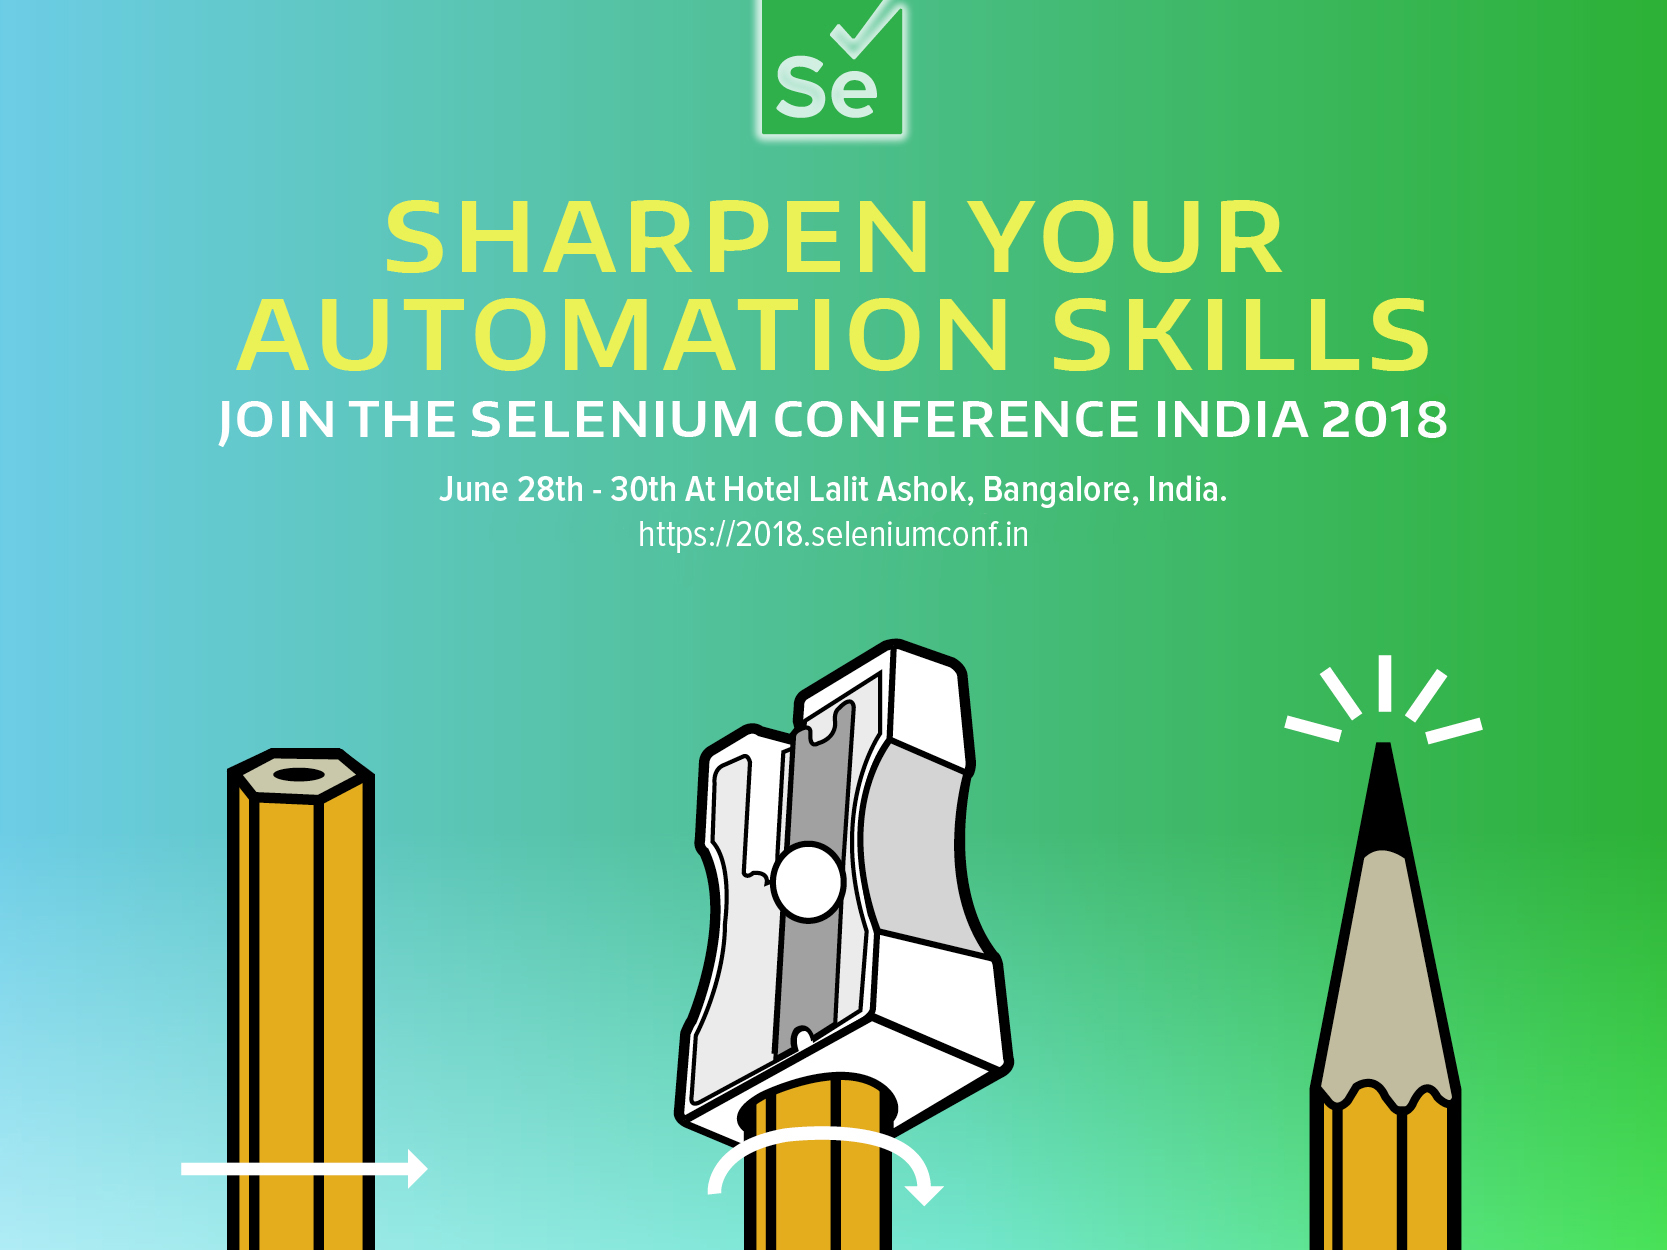 Se
SHARPEN YOUR
AUTOMATION SKILLS
JOIN THE SELENIUM CONFERENCE INDIA 2018
June 28th - 30th At Hotel Lalit Ashok, Bangalore, India.
https://2018.seleniumconf.in